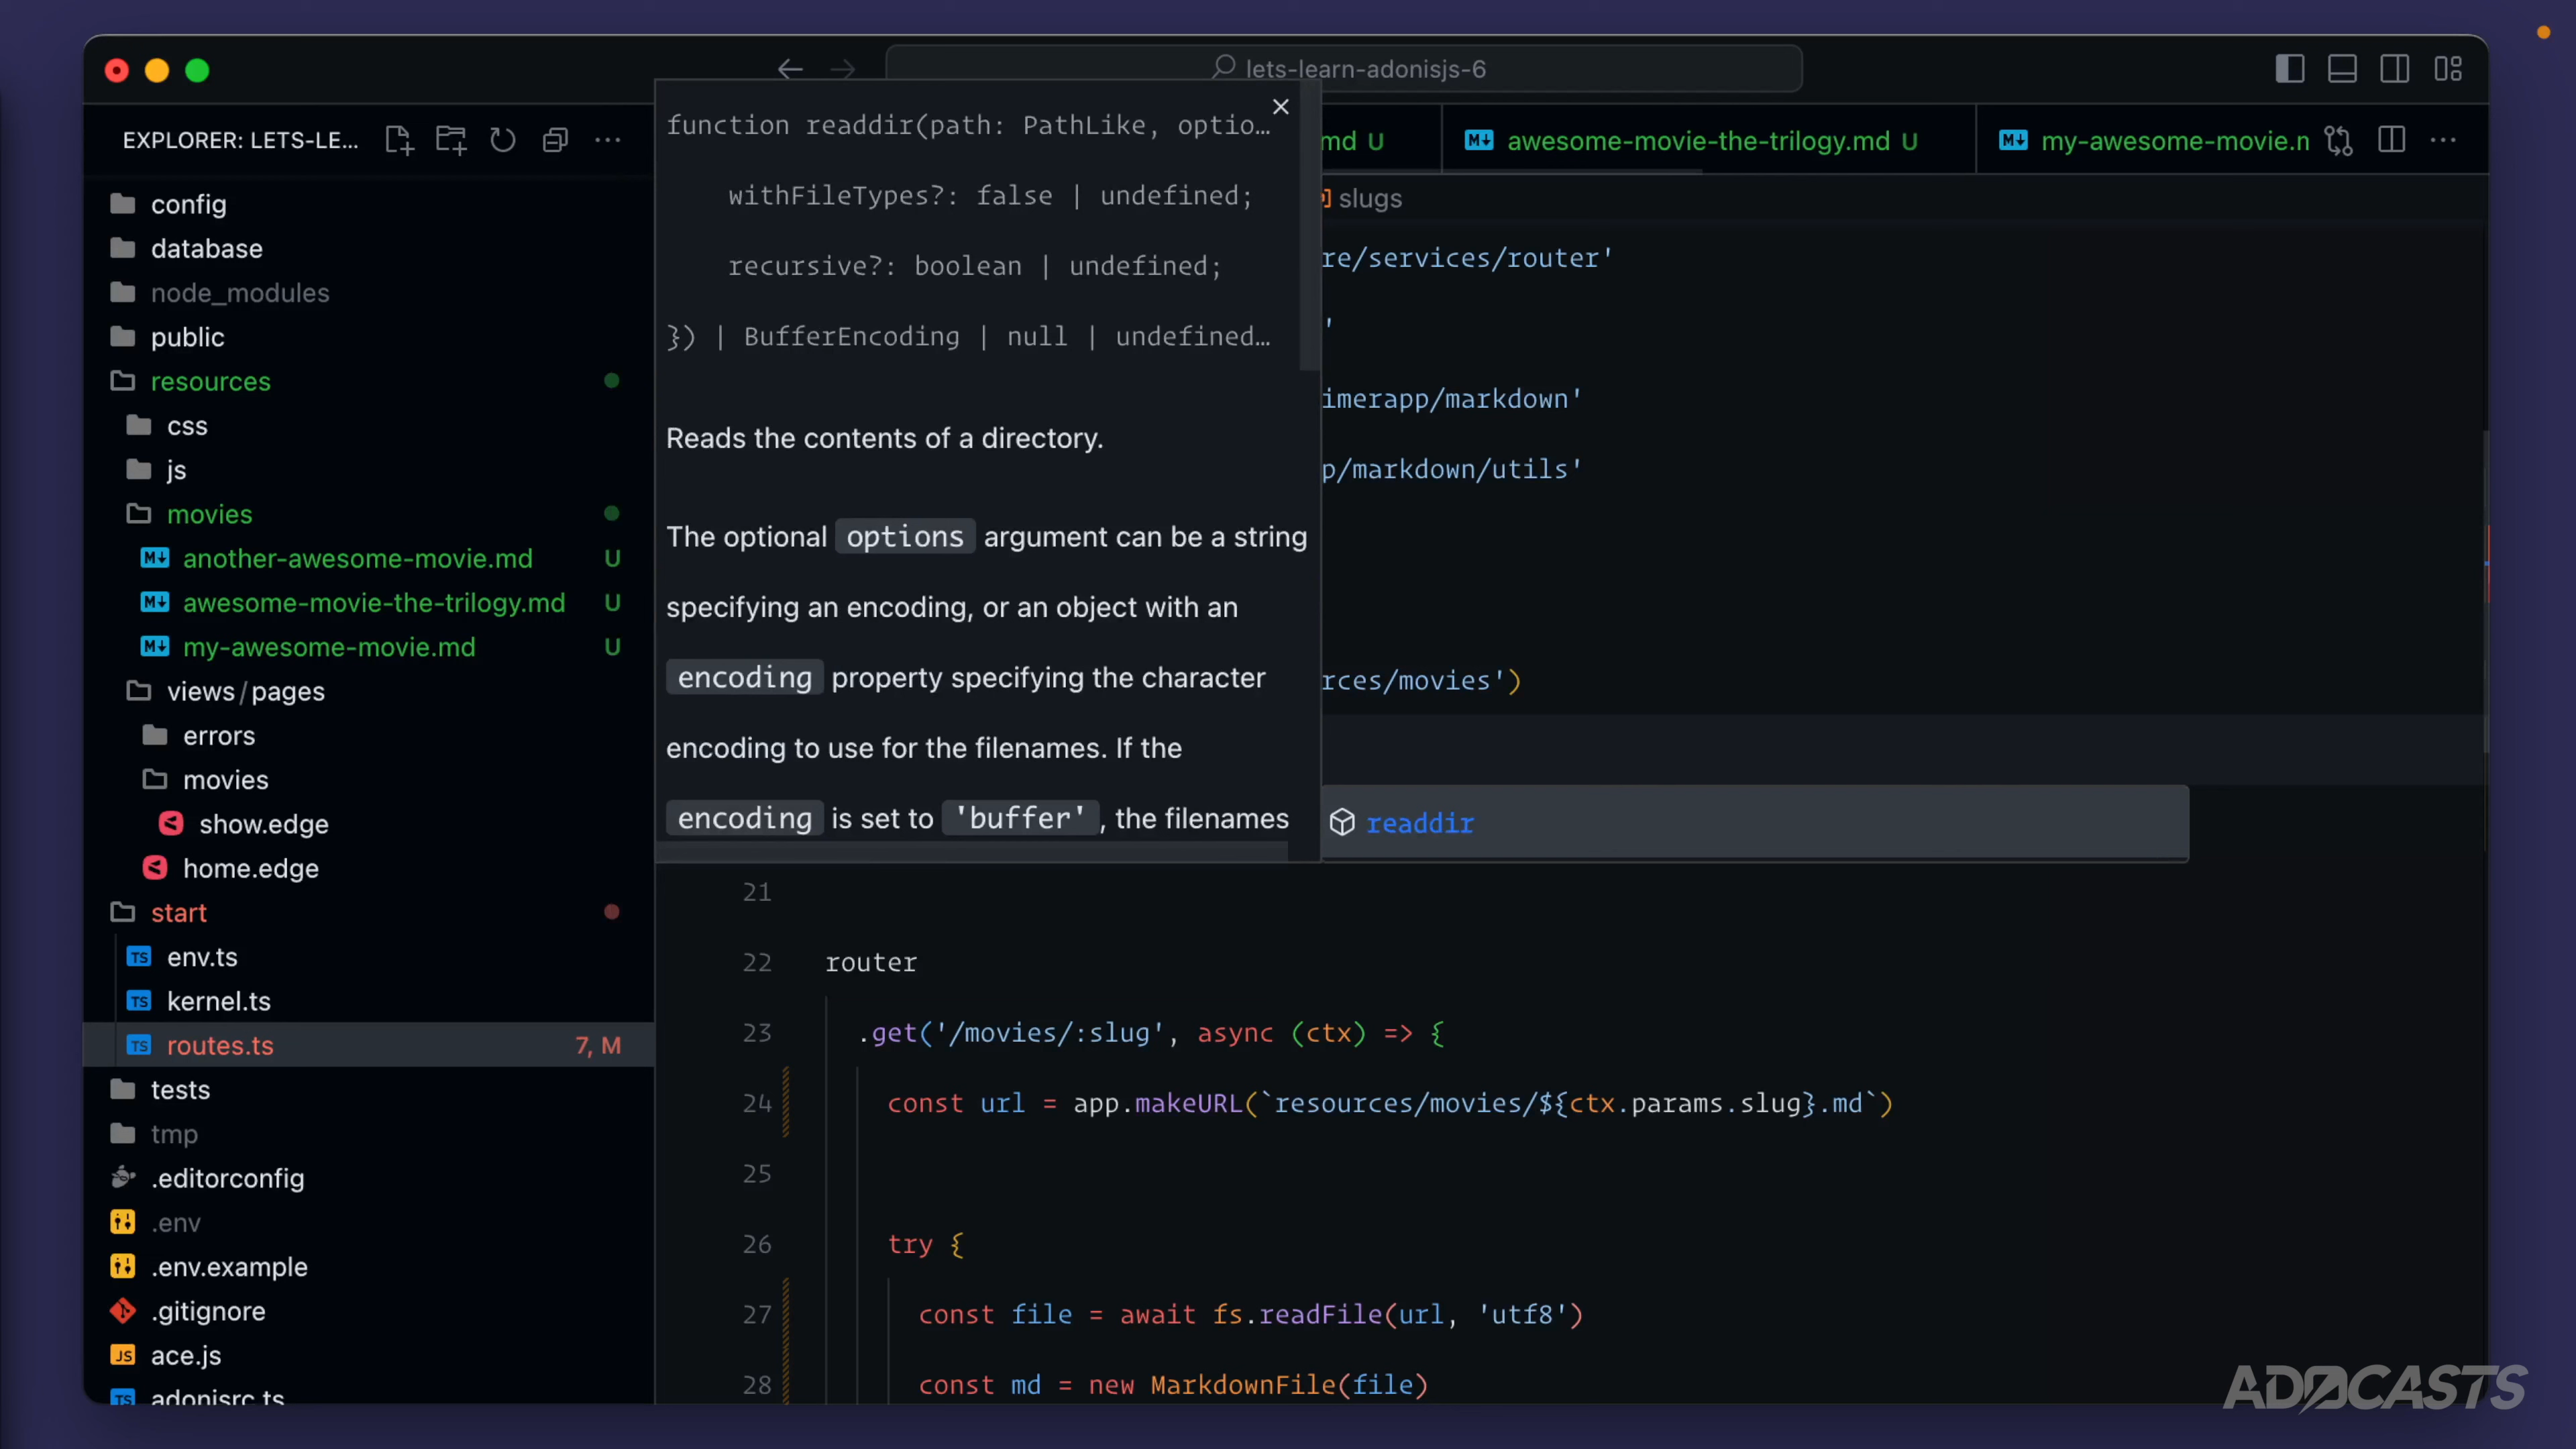 lets-learn-adonisjs-6
EXPLORER: LETS-LE...
config
database
node_modules
public
resources
css
js
movies
another-awesome-movie.md U
awesome-movie-the-trilogy.md U
my-awesome-movie.md U
views/pages
errors
movies
show.edge
home.edge
start
env.ts
kernel.ts
routes.ts 7, M
tests
tmp
.editorconfig
.env
.env.example
.gitignore
ace.js
adonisrc.ts
md U
awesome-movie-the-trilogy.md U
my-awesome-movie.n
slugs
function readdir(path: PathLike, optio…
withFileTypes?: false | undefined;
recursive?: boolean | undefined;
}) | BufferEncoding | null | undefined…
Reads the contents of a directory.
The optional options argument can be a string
specifying an encoding, or an object with an
encoding property specifying the character
encoding to use for the filenames. If the
encoding is set to 'buffer', the filenames
re/services/router'
'
imerapp/markdown'
p/markdown/utils'
rces/movies')
readdir
21
22 router
23 .get('/movies/:slug', async (ctx) => {
24 const url = app.makeURL(`resources/movies/${ctx.params.slug}.md`)
25
26 try {
27 const file = await fs.readFile(url, 'utf8')
28 const md = new MarkdownFile(file)
ADOCASTS